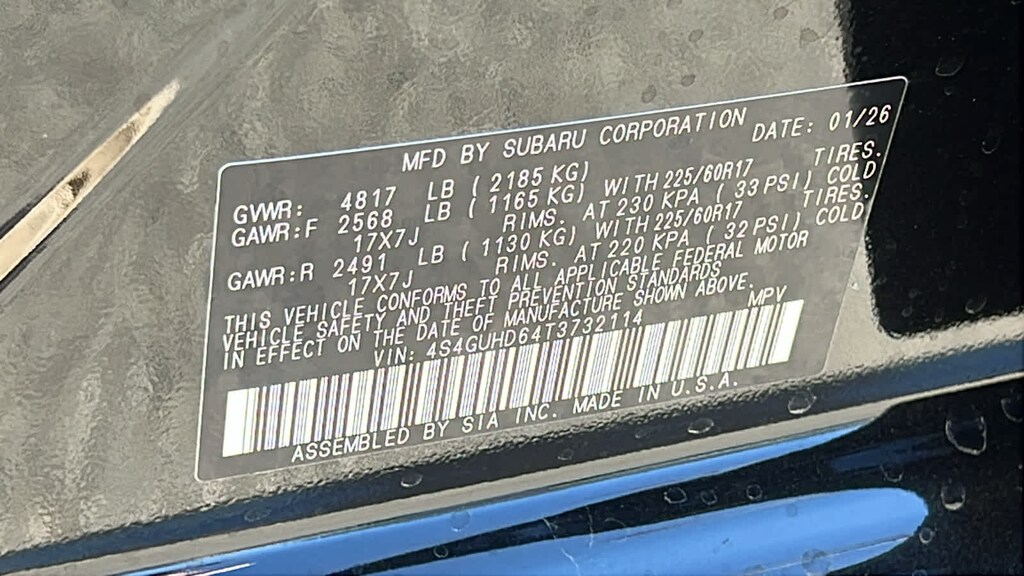 MFD BY SUBARU CORPORATION
DATE: 01/26
GVWR: 4817 LB ( 2185 KG)
GAWR:F 2568 LB ( 1165 KG) WITH 225/60R17 TIRES.
17X7J RIMS. AT 230 KPA ( 33 PSI) COLD
GAWR:R 2491 LB ( 1130 KG) WITH 225/60R17 TIRES.
17X7J RIMS. AT 220 KPA ( 32 PSI) COLD
THIS VEHICLE CONFORMS TO ALL APPLICABLE FEDERAL MOTOR
VEHICLE SAFETY AND THEFT PREVENTION STANDARDS
IN EFFECT ON THE DATE OF MANUFACTURE SHOWN ABOVE.
VIN: 4S4GUHD64T3732114 MPV
ASSEMBLED BY SIA INC. MADE IN U.S.A.